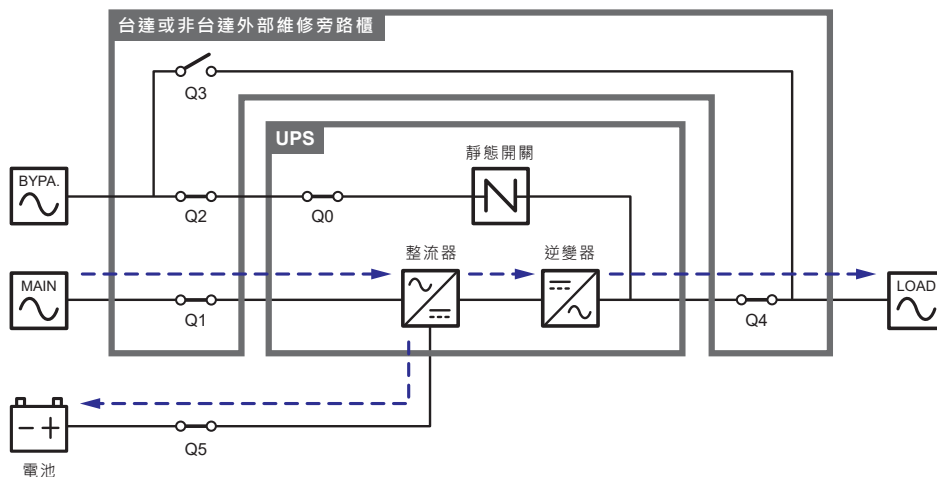 台達或非台達外部維修旁路櫃
Q3
UPS
靜態開關
BYPA.
Q2
Q0
整流器
逆變器
MAIN
LOAD
Q1
Q4
Q5
電池